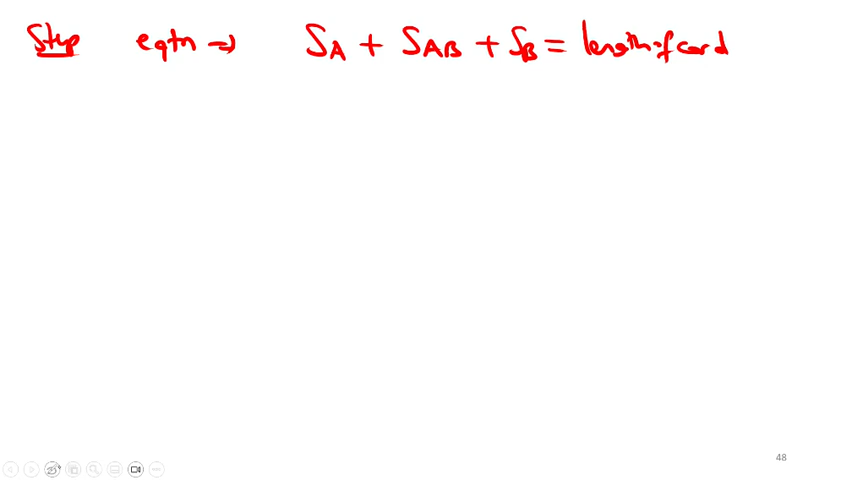 Step eqtn → S_A + S_AB + S_B = length of cord
48